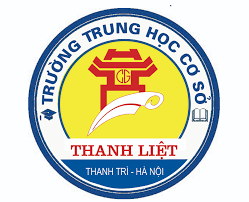 TRƯỜNG TRUNG HỌC CƠ SỞ
THANH LIỆT
THANH TRÌ - HÀ NỘI